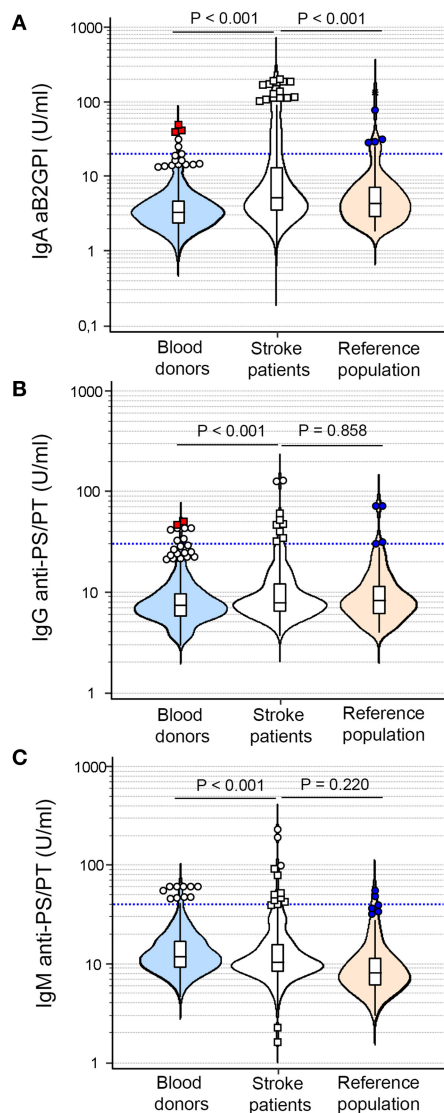 A
P < 0.001
P < 0.001
IgA aB2GPI (U/ml)
1000
100
10
1
0,1
Blood
donors
Stroke
patients
Reference
population
B
P < 0.001
P = 0.858
IgG anti-PS/PT (U/ml)
1000
100
10
1
Blood
donors
Stroke
patients
Reference
population
C
P < 0.001
P = 0.220
IgM anti-PS/PT (U/ml)
1000
100
10
1
Blood
donors
Stroke
patients
Reference
population